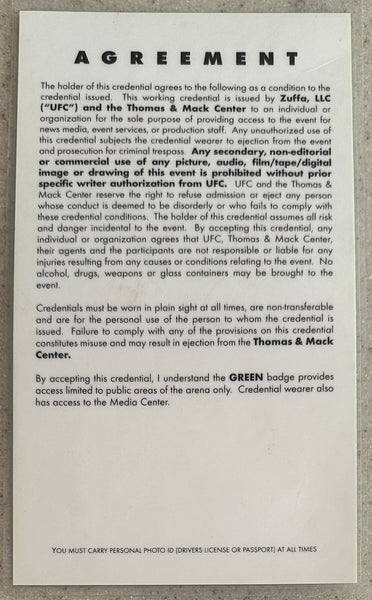 AGREEMENT
The holder of this credential agrees to the following as a condition to the
credential issued. This working credential is issued by Zuffa, LLC
("UFC") and the Thomas & Mack Center to an individual or
organization for the sole purpose of providing access to the event for
news media, event services, or production staff. Any unauthorized use of
this credential subjects the credential wearer to ejection from the event
and prosecution for criminal trespass. Any secondary, non-editorial
or commercial use of any picture, audio, film/tape/digital
image or drawing of this event is prohibited without prior
specific writer authorization from UFC. UFC and the Thomas &
Mack Center reserve the right to refuse admission or eject any person
whose conduct is deemed to be disorderly or who fails to comply with
these credential conditions. The holder of this credential assumes all risk
and danger incidental to the event. By accepting this credential, any
individual or organization agrees that UFC, Thomas & Mack Center,
their agents and the participants are not responsible or liable for any
injuries resulting from any causes or conditions relating to the event. No
alcohol, drugs, weapons or glass containers may be brought to the
event.
Credentials must be worn in plain sight at all times, are non-transferable
and are for the personal use of the person to whom the credential is
issued. Failure to comply with any of the provisions on this credential
constitutes misuse and may result in ejection from the Thomas & Mack
Center.
By accepting this credential, I understand the GREEN badge provides
access limited to public areas of the arena only. Credential wearer also
has access to the Media Center.
YOU MUST CARRY PERSONAL PHOTO ID (DRIVERS LICENSE OR PASSPORT) AT ALL TIMES